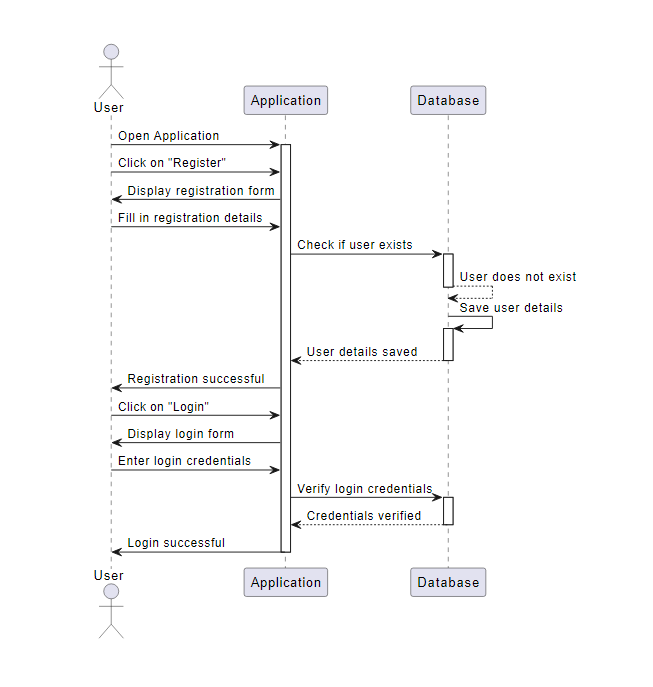 User
Application
Database
Open Application
Click on "Register"
Display registration form
Fill in registration details
Check if user exists
User does not exist
Save user details
User details saved
Registration successful
Click on "Login"
Display login form
Enter login credentials
Verify login credentials
Credentials verified
Login successful
User
Application
Database